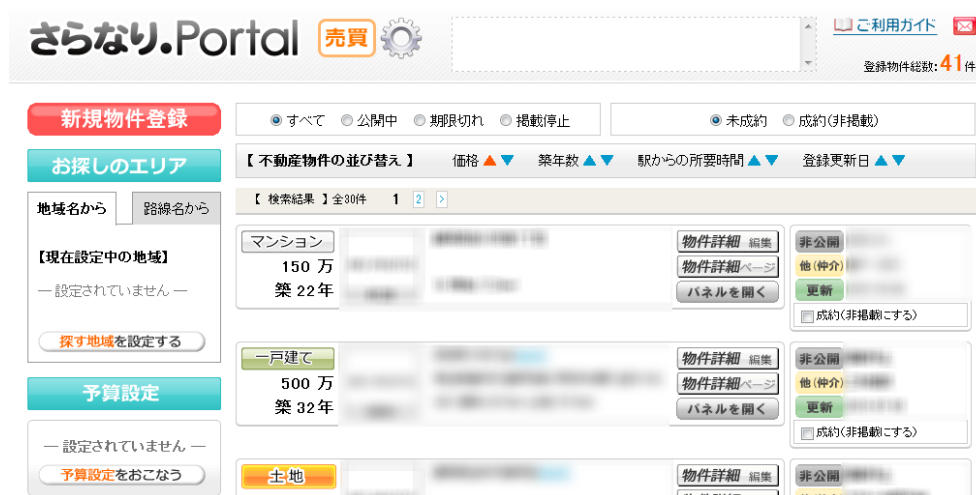 さらなり.Portal 売買
ご利用ガイド
登録物件総数:41件
新規物件登録
すべて 公開中 期限切れ 掲載停止
未成約 成約(非掲載)
お探しのエリア
【 不動産物件の並び替え 】 価格▲▼ 築年数▲▼ 駅からの所要時間▲▼ 登録更新日▲▼
地域名から 路線名から
【 検索結果 】全30件 1 2 >
【現在設定中の地域】
― 設定されていません ―
探す地域を設定する
予算設定
― 設定されていません ―
予算設定をおこなう
マンション
150 万
築 22年
物件詳細 編集
物件詳細ページ
パネルを開く
非公開
他(仲介)
更新
成約(非掲載にする)
一戸建て
500 万
築 32年
物件詳細 編集
物件詳細ページ
パネルを開く
非公開
他(仲介)
更新
成約(非掲載にする)
土地
物件詳細 編集
非公開